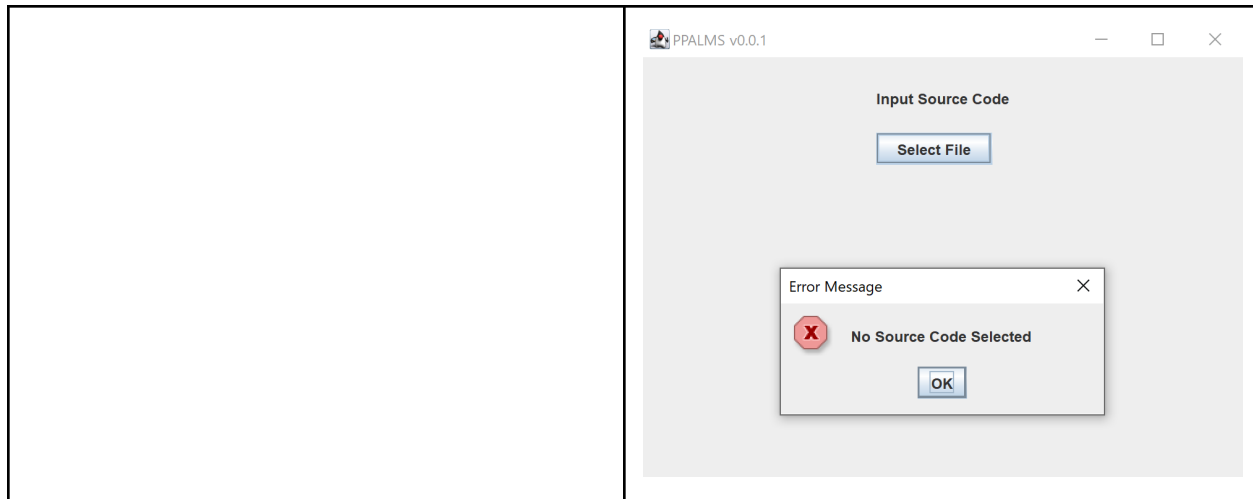 PPALMS v0.0.1
Input Source Code
Select File
Error Message
No Source Code Selected
OK